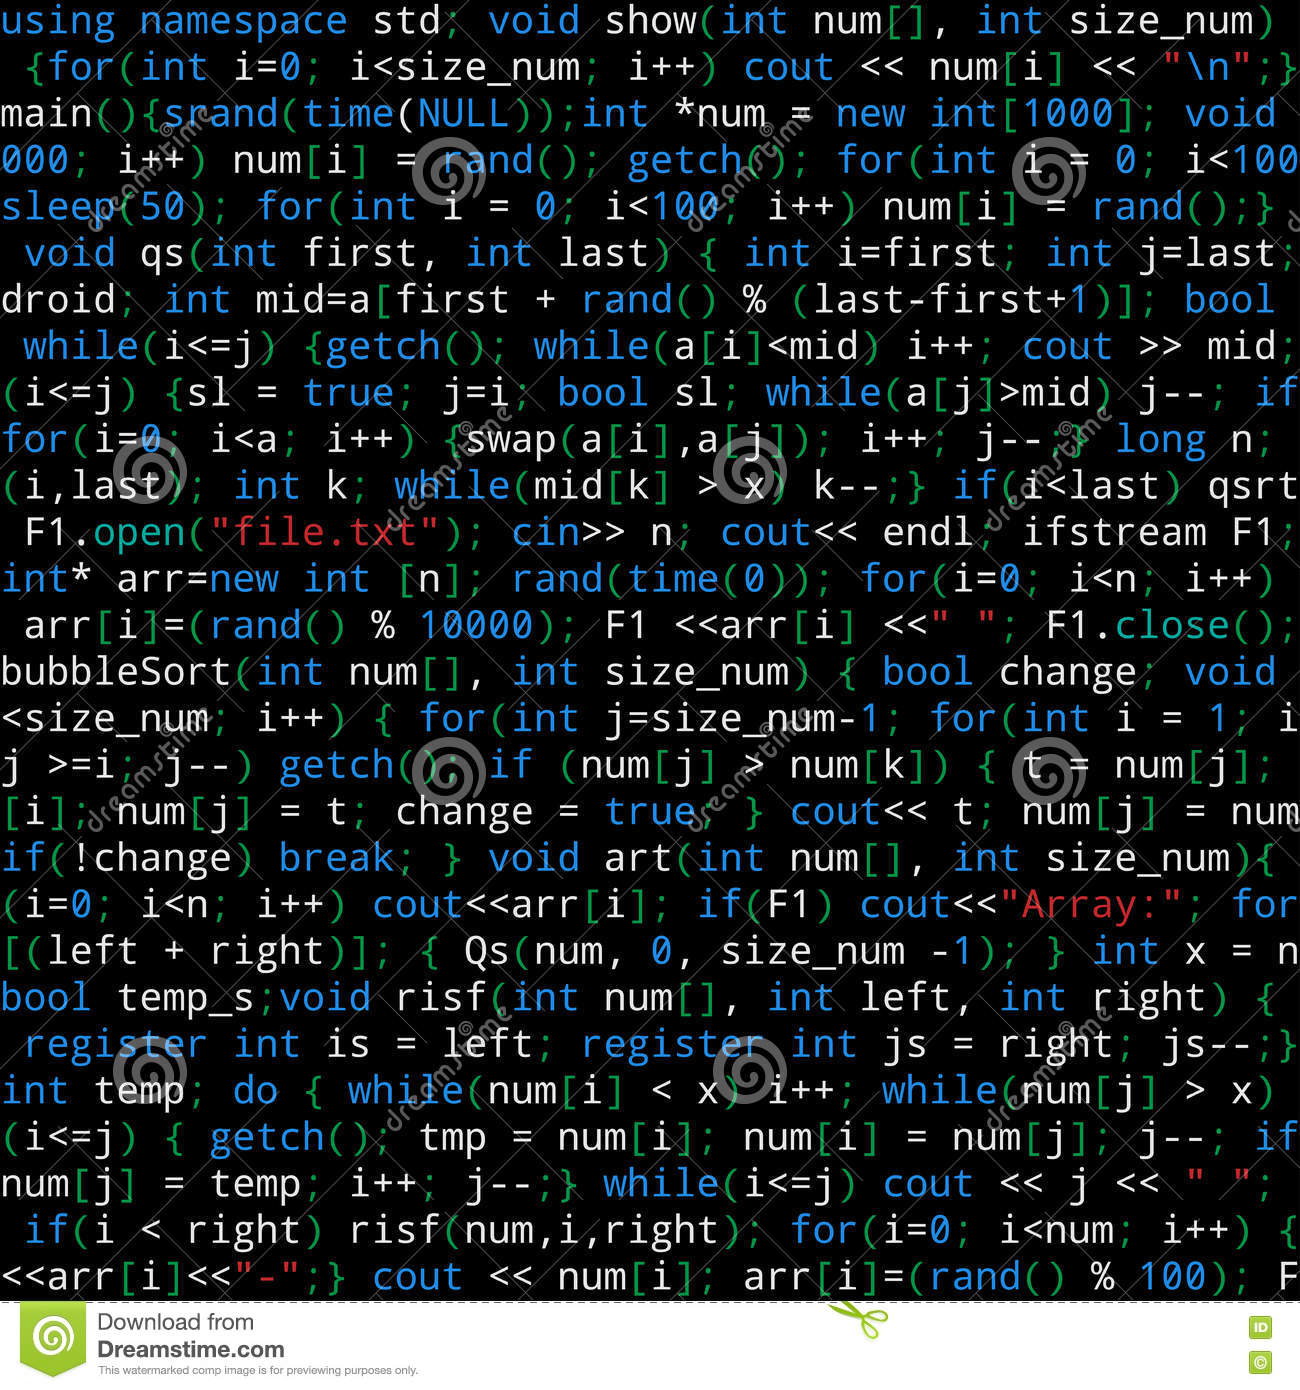 using namespace std; void show(int num[], int size_num)
{for(int i=0; i<size_num; i++) cout << num[i] << "\n";}
main(){srand(time(NULL));int *num = new int[1000]; void
000; i++) num[i] = rand(); getch(); for(int i = 0; i<100
sleep(50); for(int i = 0; i<100; i++) num[i] = rand();}
void qs(int first, int last) { int i=first; int j=last;
droid; int mid=a[first + rand() % (last-first+1)]; bool
while(i<=j) {getch(); while(a[i]<mid) i++; cout >> mid;
(i<=j) {sl = true; j=i; bool sl; while(a[j]>mid) j--; if
for(i=0; i<a; i++) {swap(a[i],a[j]); i++; j--;} long n;
(i,last); int k; while(mid[k] > x) k--;} if(i<last) qsrt
F1.open("file.txt"); cin>> n; cout<< endl; ifstream F1;
int* arr=new int [n]; rand(time(0)); for(i=0; i<n; i++)
arr[i]=(rand() % 10000); F1 <<arr[i] <<" "; F1.close();
bubbleSort(int num[], int size_num) { bool change; void
<size_num; i++) { for(int j=size_num-1; for(int i = 1; i
j >=i; j--) getch(); if (num[j] > num[k]) { t = num[j];
[i]; num[j] = t; change = true; } cout<< t; num[j] = num
if(!change) break; } void art(int num[], int size_num){
(i=0; i<n; i++) cout<<arr[i]; if(F1) cout<<"Array:"; for
[(left + right)]; { Qs(num, 0, size_num -1); } int x = n
bool temp_s;void risf(int num[], int left, int right) {
register int is = left; register int js = right; js--;}
int temp; do { while(num[i] < x) i++; while(num[j] > x)
(i<=j) { getch(); tmp = num[i]; num[i] = num[j]; j--; if
num[j] = temp; i++; j--;} while(i<=j) cout << j << " ";
if(i < right) risf(num,i,right); for(i=0; i<num; i++) {
<<arr[i]<<"-";} cout << num[i]; arr[i]=(rand() % 100); F
Download from
Dreamstime.com
This watermarked comp image is for previewing purposes only.
ID
©